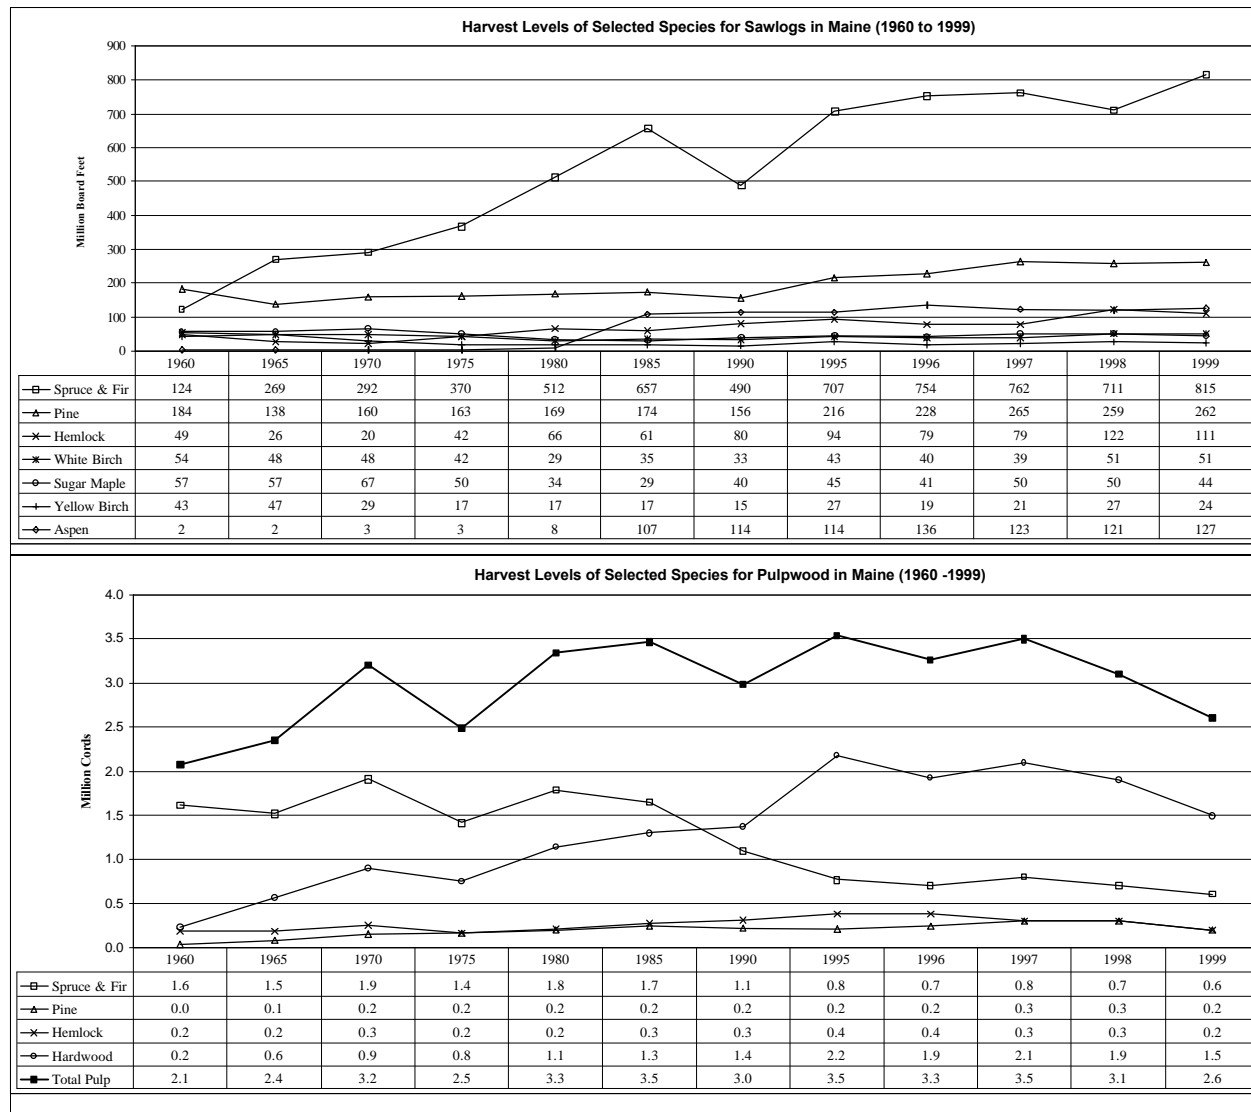 Harvest Levels of Selected Species for Sawlogs in Maine (1960 to 1999)
900
800
700
600
500
400
300
200
100
0
Million Board Feet
1960 1965 1970 1975 1980 1985 1990 1995 1996 1997 1998 1999
Spruce & Fir 124 269 292 370 512 657 490 707 754 762 711 815
Pine 184 138 160 163 169 174 156 216 228 265 259 262
Hemlock 49 26 20 42 66 61 80 94 79 79 122 111
White Birch 54 48 48 42 29 35 33 43 40 39 51 51
Sugar Maple 57 57 67 50 34 29 40 45 41 50 50 44
Yellow Birch 43 47 29 17 17 17 15 27 19 21 27 24
Aspen 2 2 3 3 8 107 114 114 136 123 121 127
Harvest Levels of Selected Species for Pulpwood in Maine (1960 -1999)
4.0
3.5
3.0
2.5
2.0
1.5
1.0
0.5
0.0
Million Cords
1960 1965 1970 1975 1980 1985 1990 1995 1996 1997 1998 1999
Spruce & Fir 1.6 1.5 1.9 1.4 1.8 1.7 1.1 0.8 0.7 0.8 0.7 0.6
Pine 0.0 0.1 0.2 0.2 0.2 0.2 0.2 0.2 0.2 0.3 0.3 0.2
Hemlock 0.2 0.2 0.3 0.2 0.2 0.3 0.3 0.4 0.4 0.3 0.3 0.2
Hardwood 0.2 0.6 0.9 0.8 1.1 1.3 1.4 2.2 1.9 2.1 1.9 1.5
Total Pulp 2.1 2.4 3.2 2.5 3.3 3.5 3.0 3.5 3.3 3.5 3.1 2.6